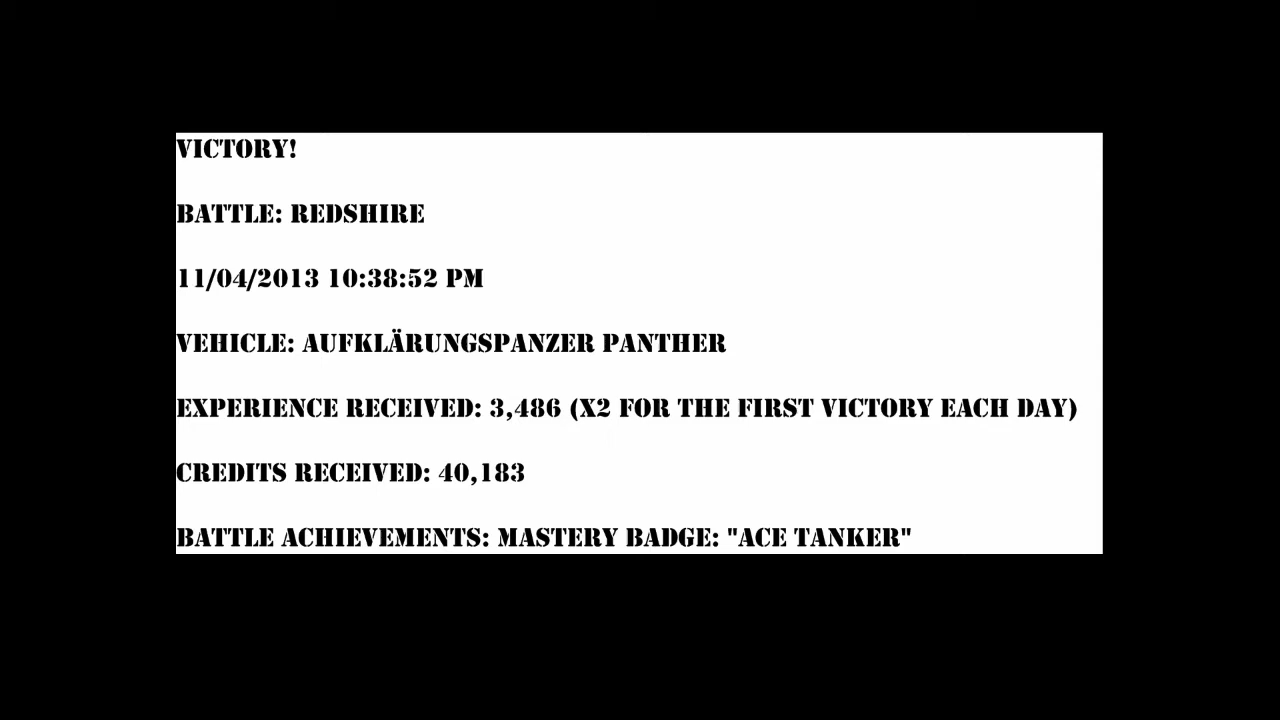 VICTORY!
BATTLE: REDSHIRE
11/04/2013 10:38:52 PM
VEHICLE: AUFKLÄRUNGSPANZER PANTHER
EXPERIENCE RECEIVED: 3,486 (X2 FOR THE FIRST VICTORY EACH DAY)
CREDITS RECEIVED: 40,183
BATTLE ACHIEVEMENTS: MASTERY BADGE: "ACE TANKER"